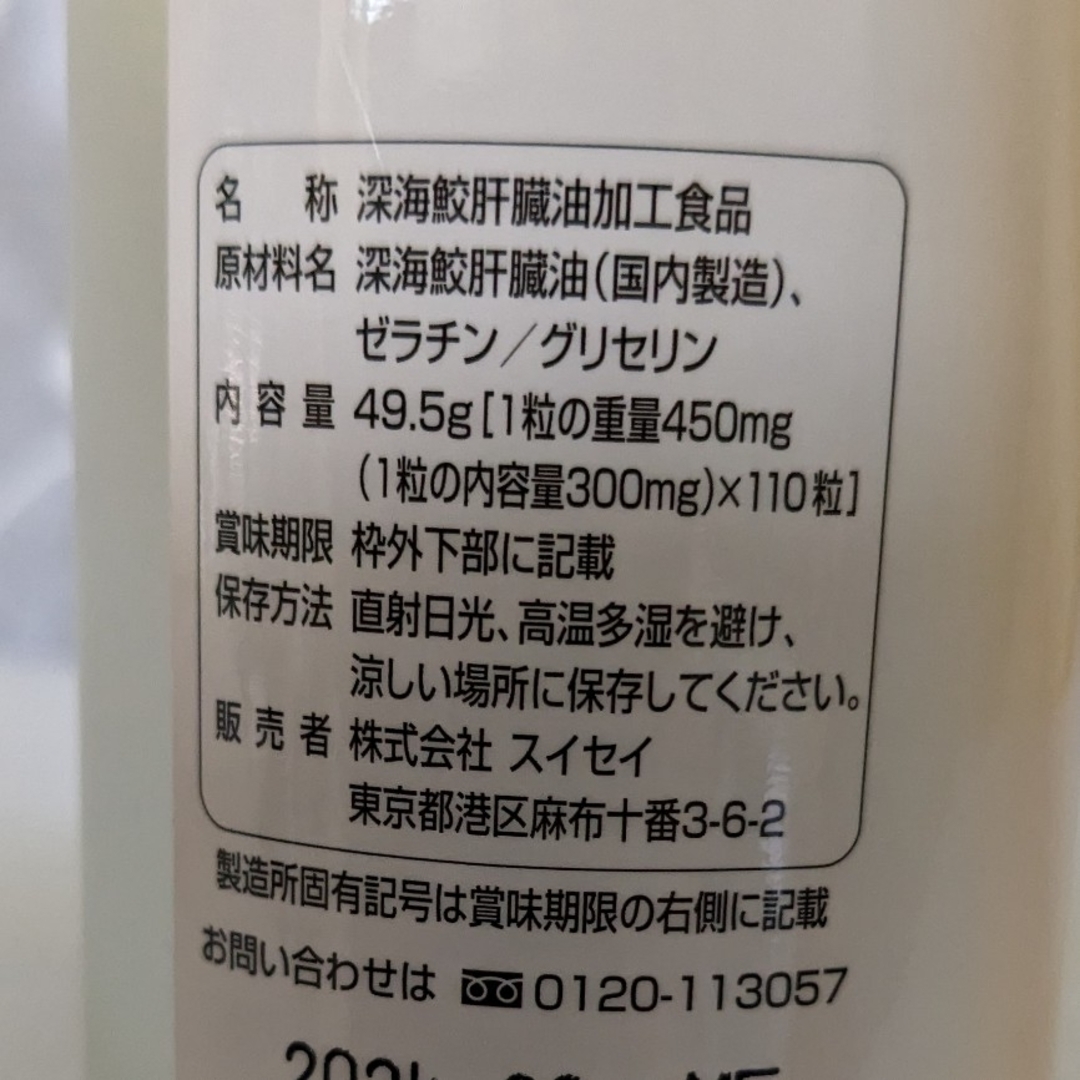 名 称 深海鮫肝臓油加工食品
原材料名 深海鮫肝臓油(国内製造)、
ゼラチン/グリセリン
内容量 49.5g[1粒の重量450mg
(1粒の内容量300mg)×110粒]
賞味期限 枠外下部に記載
保存方法 直射日光、高温多湿を避け、
涼しい場所に保存してください。
販売者 株式会社 スイセイ
東京都港区麻布十番3-6-2
製造所固有記号は賞味期限の右側に記載
お問い合わせは 0120-113057